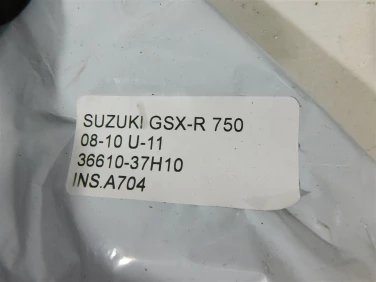 SUZUKI GSX-R 750
08-10 U-11
36610-37H10
INS.A704